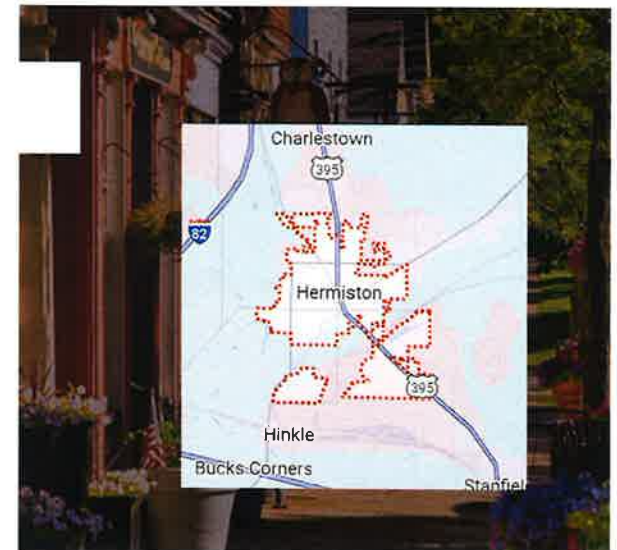 Charlestown
395
82
Hermiston
395
Hinkle
Bucks Corners
Stanfiel